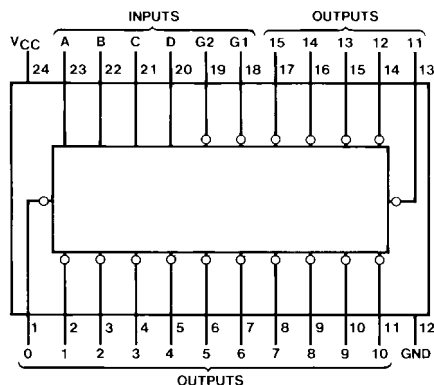 INPUTS OUTPUTS
VCC A B C D G2 G1 15 14 13 12 11
24 23 22 21 20 19 18 17 16 15 14 13
1 2 3 4 5 6 7 8 9 10 11 12
0 1 2 3 4 5 6 7 8 9 10 GND
OUTPUTS